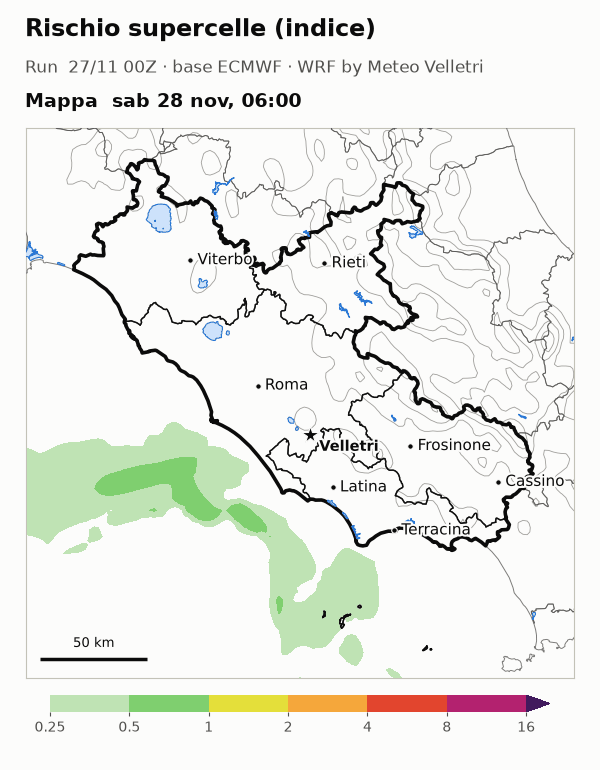 Rischio supercelle (indice)
Run  27/11 00Z · base ECMWF · WRF by Meteo Velletri
Mappa  sab 28 nov, 06:00
Viterbo
Rieti
Roma
Velletri
Frosinone
Cassino
Latina
Terracina
50 km
0.25 0.5 1 2 4 8 16